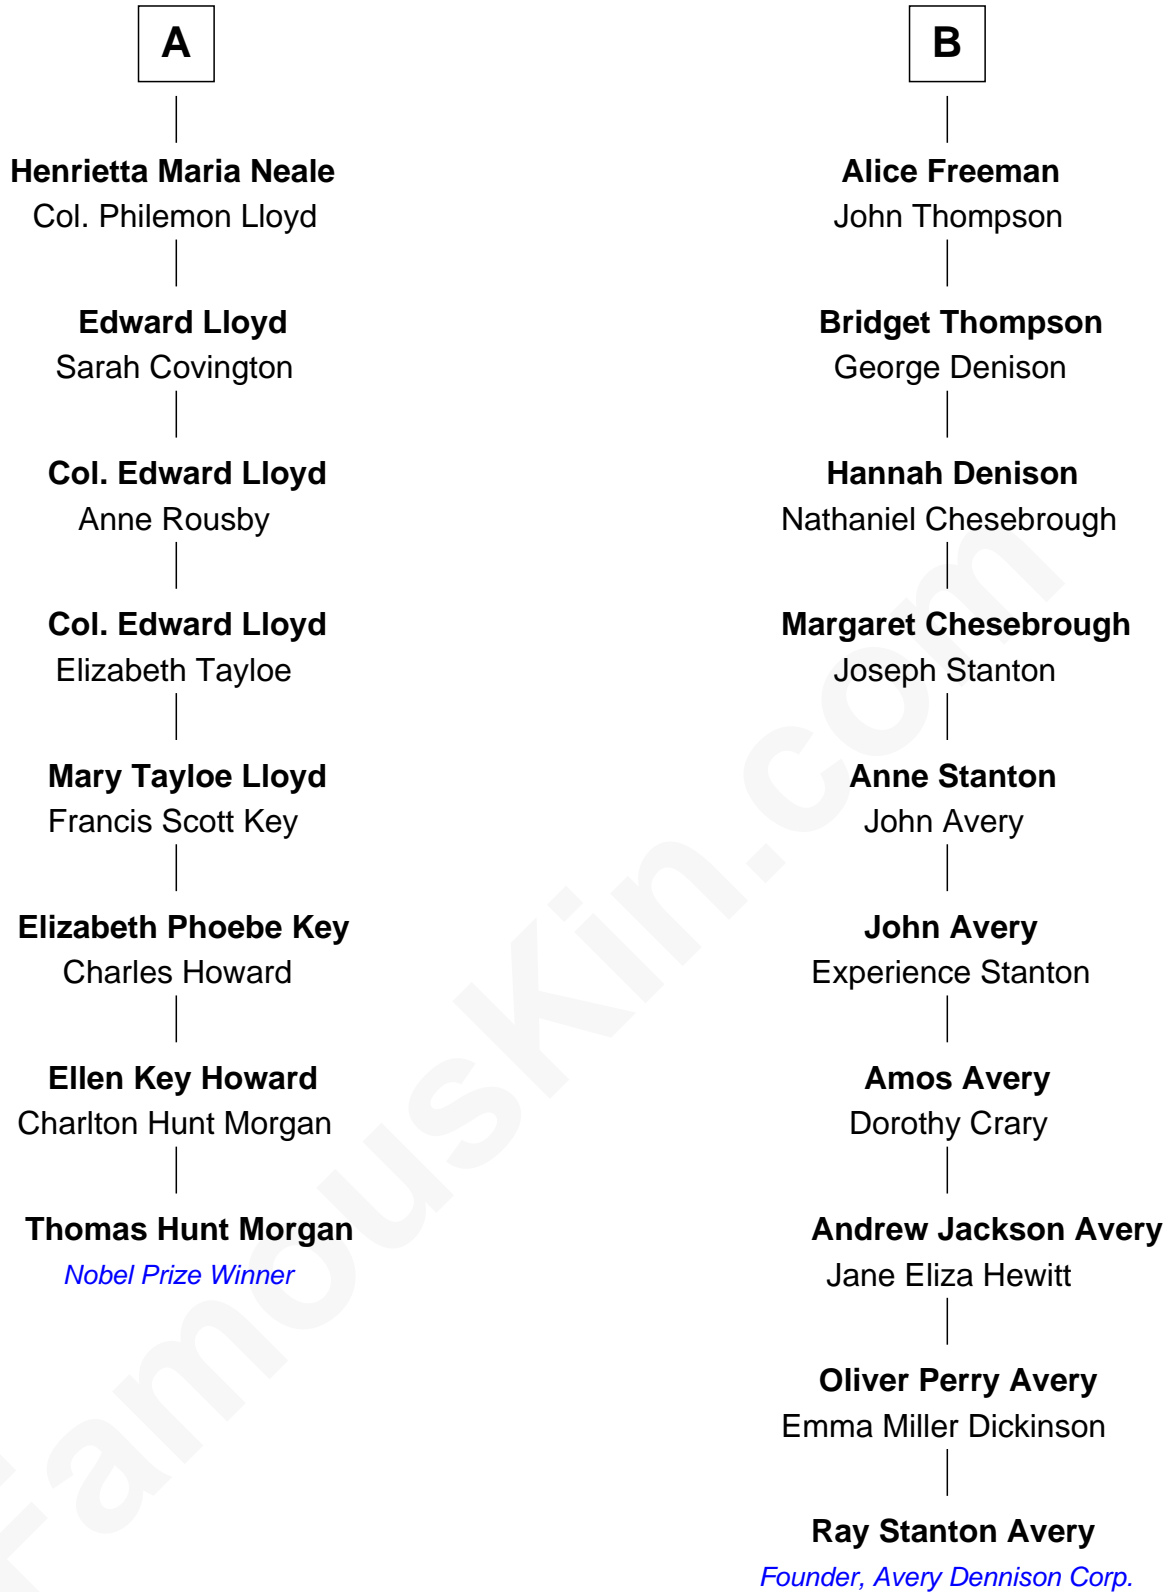 A
Henrietta Maria Neale
Col. Philemon Lloyd
Edward Lloyd
Sarah Covington
Col. Edward Lloyd
Anne Rousby
Col. Edward Lloyd
Elizabeth Tayloe
Mary Tayloe Lloyd
Francis Scott Key
Elizabeth Phoebe Key
Charles Howard
Ellen Key Howard
Charlton Hunt Morgan
Thomas Hunt Morgan
Nobel Prize Winner
B
Alice Freeman
John Thompson
Bridget Thompson
George Denison
Hannah Denison
Nathaniel Chesebrough
Margaret Chesebrough
Joseph Stanton
Anne Stanton
John Avery
John Avery
Experience Stanton
Amos Avery
Dorothy Crary
Andrew Jackson Avery
Jane Eliza Hewitt
Oliver Perry Avery
Emma Miller Dickinson
Ray Stanton Avery
Founder, Avery Dennison Corp.
FamousKin.com